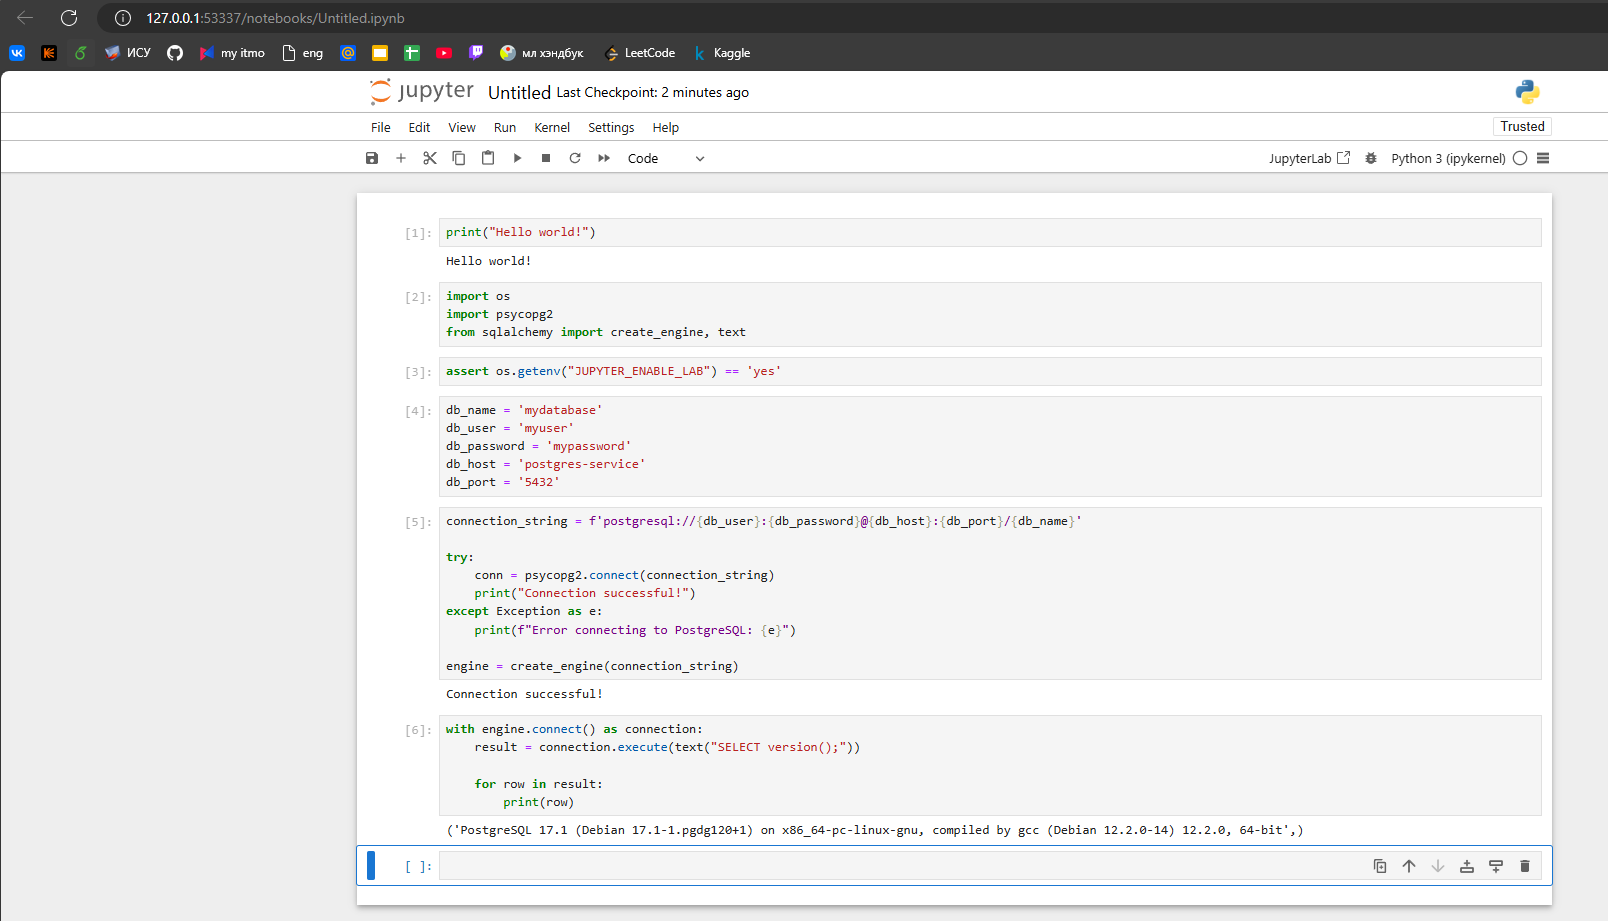 127.0.0.1:53337/notebooks/Untitled.ipynb
ИСУ my itmo eng мл хэндбук LeetCode Kaggle
jupyter Untitled Last Checkpoint: 2 minutes ago
File Edit View Run Kernel Settings Help Trusted
Code JupyterLab Python 3 (ipykernel)
[1]: print("Hello world!")
Hello world!
[2]: import os
import psycopg2
from sqlalchemy import create_engine, text
[3]: assert os.getenv("JUPYTER_ENABLE_LAB") == 'yes'
[4]: db_name = 'mydatabase'
db_user = 'myuser'
db_password = 'mypassword'
db_host = 'postgres-service'
db_port = '5432'
[5]: connection_string = f'postgresql://{db_user}:{db_password}@{db_host}:{db_port}/{db_name}'
try:
    conn = psycopg2.connect(connection_string)
    print("Connection successful!")
except Exception as e:
    print(f"Error connecting to PostgreSQL: {e}")
engine = create_engine(connection_string)
Connection successful!
[6]: with engine.connect() as connection:
    result = connection.execute(text("SELECT version();"))
    for row in result:
        print(row)
('PostgreSQL 17.1 (Debian 17.1-1.pgdg120+1) on x86_64-pc-linux-gnu, compiled by gcc (Debian 12.2.0-14) 12.2.0, 64-bit',)
[ ]: